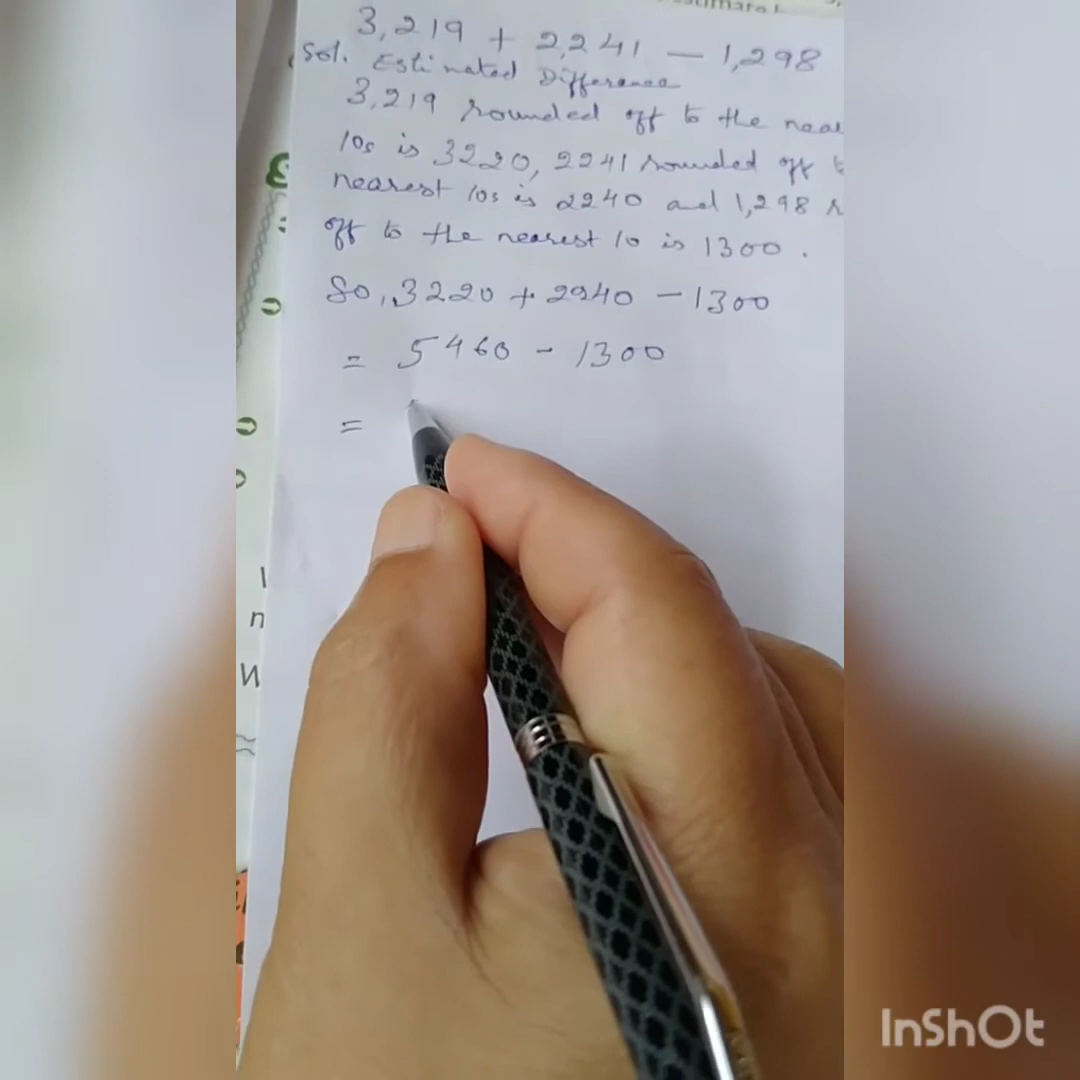 3,219 + 2,241 — 1,298
Sol. Estimated Difference
3,219 rounded off to the near
10s is 3220, 2241 rounded off t
nearest 10s is 2240 and 1,298 r
off to the nearest 10 is 1300.
So, 3220 + 2240 — 1300
= 5460 - 1300
=
InShOt